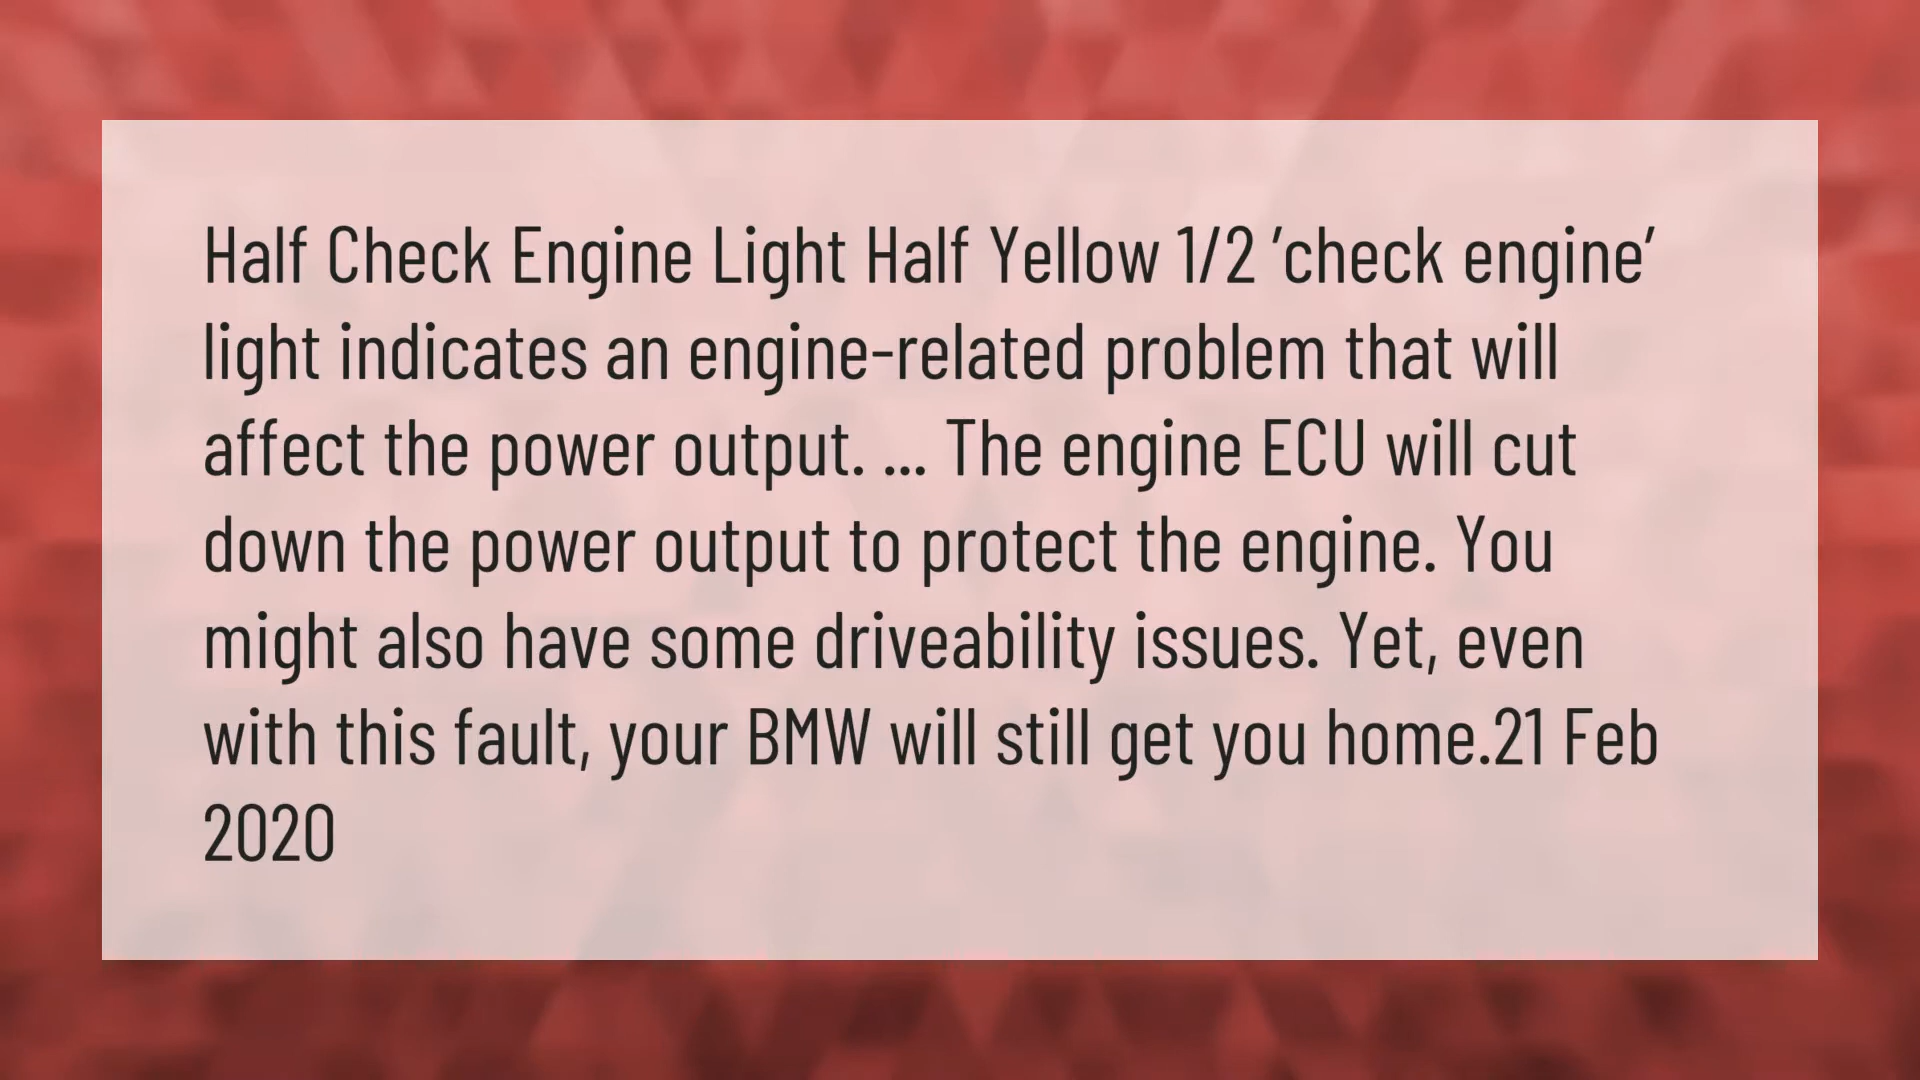 Half Check Engine Light Half Yellow 1/2 ‘check engine’
light indicates an engine-related problem that will
affect the power output. ... The engine ECU will cut
down the power output to protect the engine. You
might also have some driveability issues. Yet, even
with this fault, your BMW will still get you home.21 Feb
2020